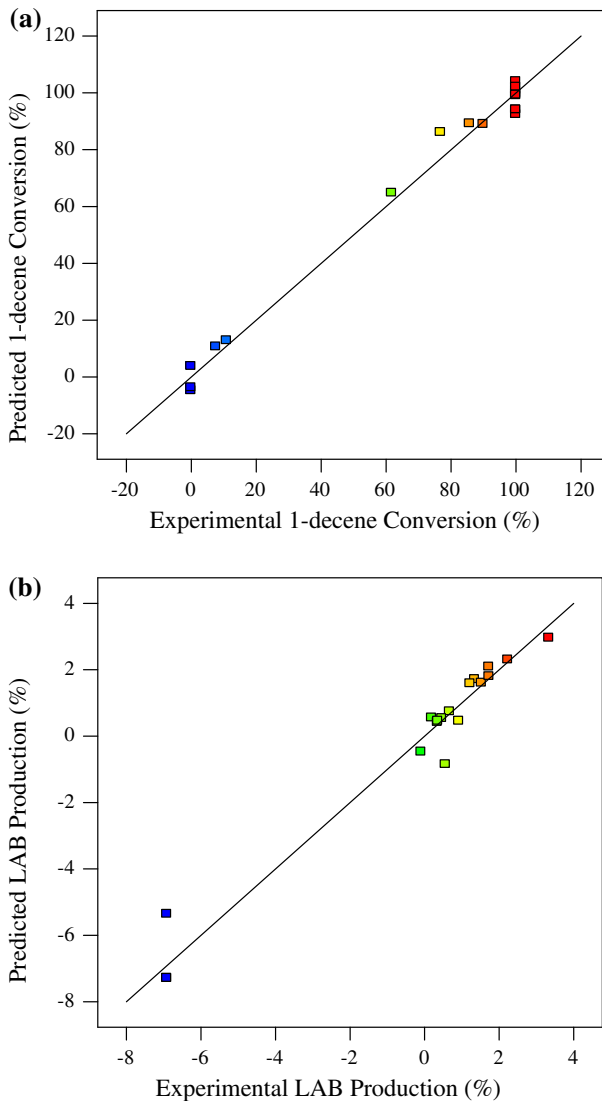 (a)
Predicted 1-decene Conversion (%)
120
100
80
60
40
20
0
-20
-20 0 20 40 60 80 100 120
Experimental 1-decene Conversion (%)
(b)
Predicted LAB Production (%)
4
2
0
-2
-4
-6
-8
-8 -6 -4 -2 0 2 4
Experimental LAB Production (%)